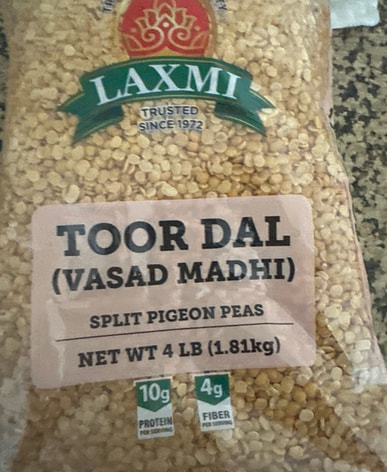 LAXMI
TRUSTED
SINCE 1972
TOOR DAL
(VASAD MADHI)
SPLIT PIGEON PEAS
NET WT 4 LB (1.81kg)
10g
PROTEIN
PER SERVING
4g
FIBER
PER SERVING